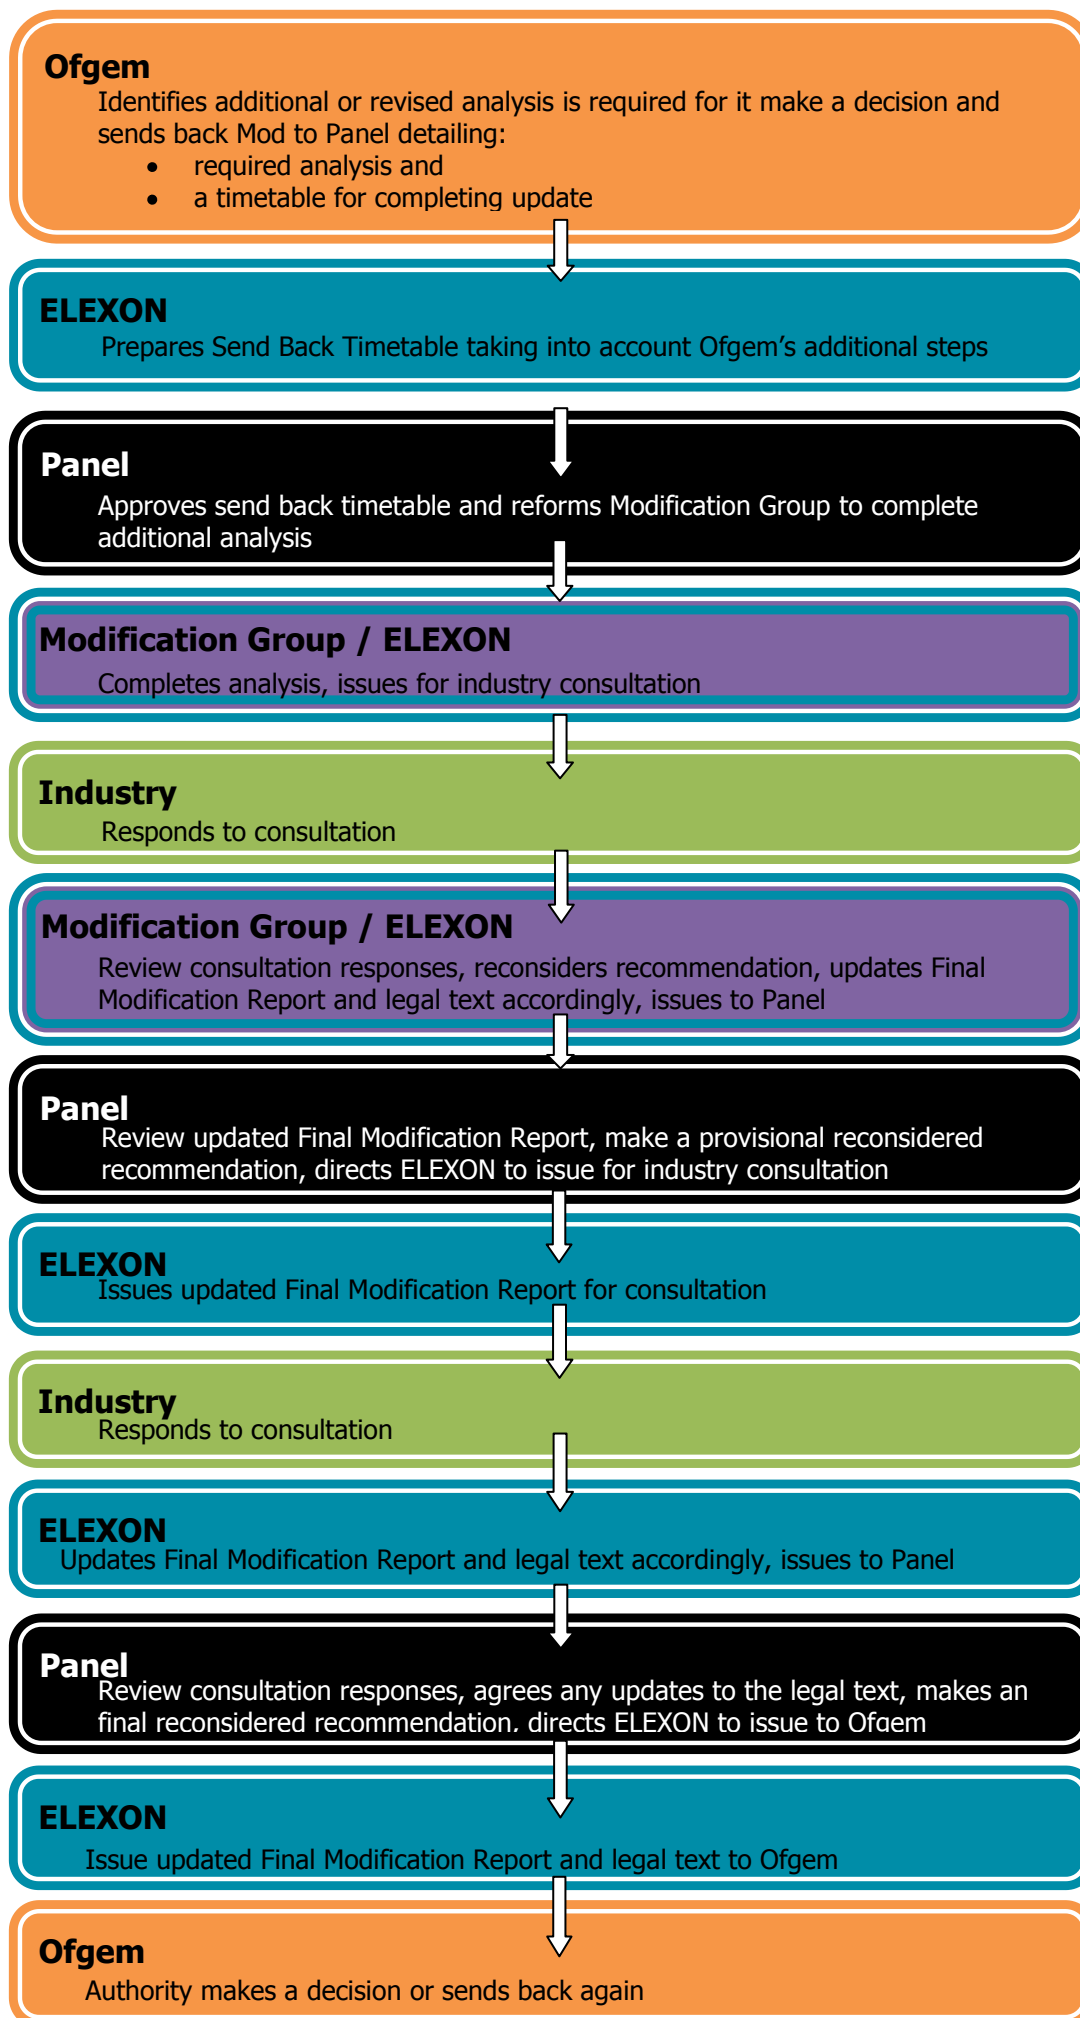 Ofgem
Identifies additional or revised analysis is required for it make a decision and
sends back Mod to Panel detailing:
• required analysis and
• a timetable for completing update
ELEXON
Prepares Send Back Timetable taking into account Ofgem's additional steps
Panel
Approves send back timetable and reforms Modification Group to complete
additional analysis
Modification Group / ELEXON
Completes analysis, issues for industry consultation
Industry
Responds to consultation
Modification Group / ELEXON
Review consultation responses, reconsiders recommendation, updates Final
Modification Report and legal text accordingly, issues to Panel
Panel
Review updated Final Modification Report, make a provisional reconsidered
recommendation, directs ELEXON to issue for industry consultation
ELEXON
Issues updated Final Modification Report for consultation
Industry
Responds to consultation
ELEXON
Updates Final Modification Report and legal text accordingly, issues to Panel
Panel
Review consultation responses, agrees any updates to the legal text, makes an
final reconsidered recommendation, directs ELEXON to issue to Ofgem
ELEXON
Issue updated Final Modification Report and legal text to Ofgem
Ofgem
Authority makes a decision or sends back again